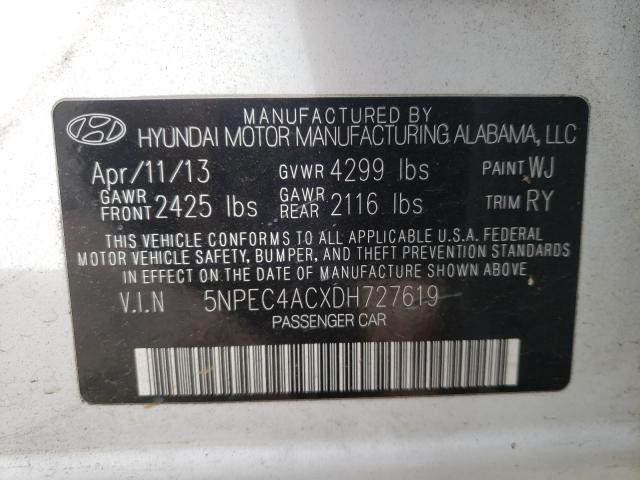 MANUFACTURED BY
HYUNDAI MOTOR MANUFACTURING ALABAMA, LLC
Apr/11/13 GVWR 4299 lbs PAINT WJ
GAWR FRONT 2425 lbs GAWR REAR 2116 lbs TRIM RY
THIS VEHICLE CONFORMS TO ALL APPLICABLE U.S.A. FEDERAL
MOTOR VEHICLE SAFETY, BUMPER, AND THEFT PREVENTION
STANDARDS IN EFFECT ON THE DATE OF MANUFACTURE SHOWN ABOVE.
V.I.N 5NPEC4ACXDH727619
PASSENGER CAR